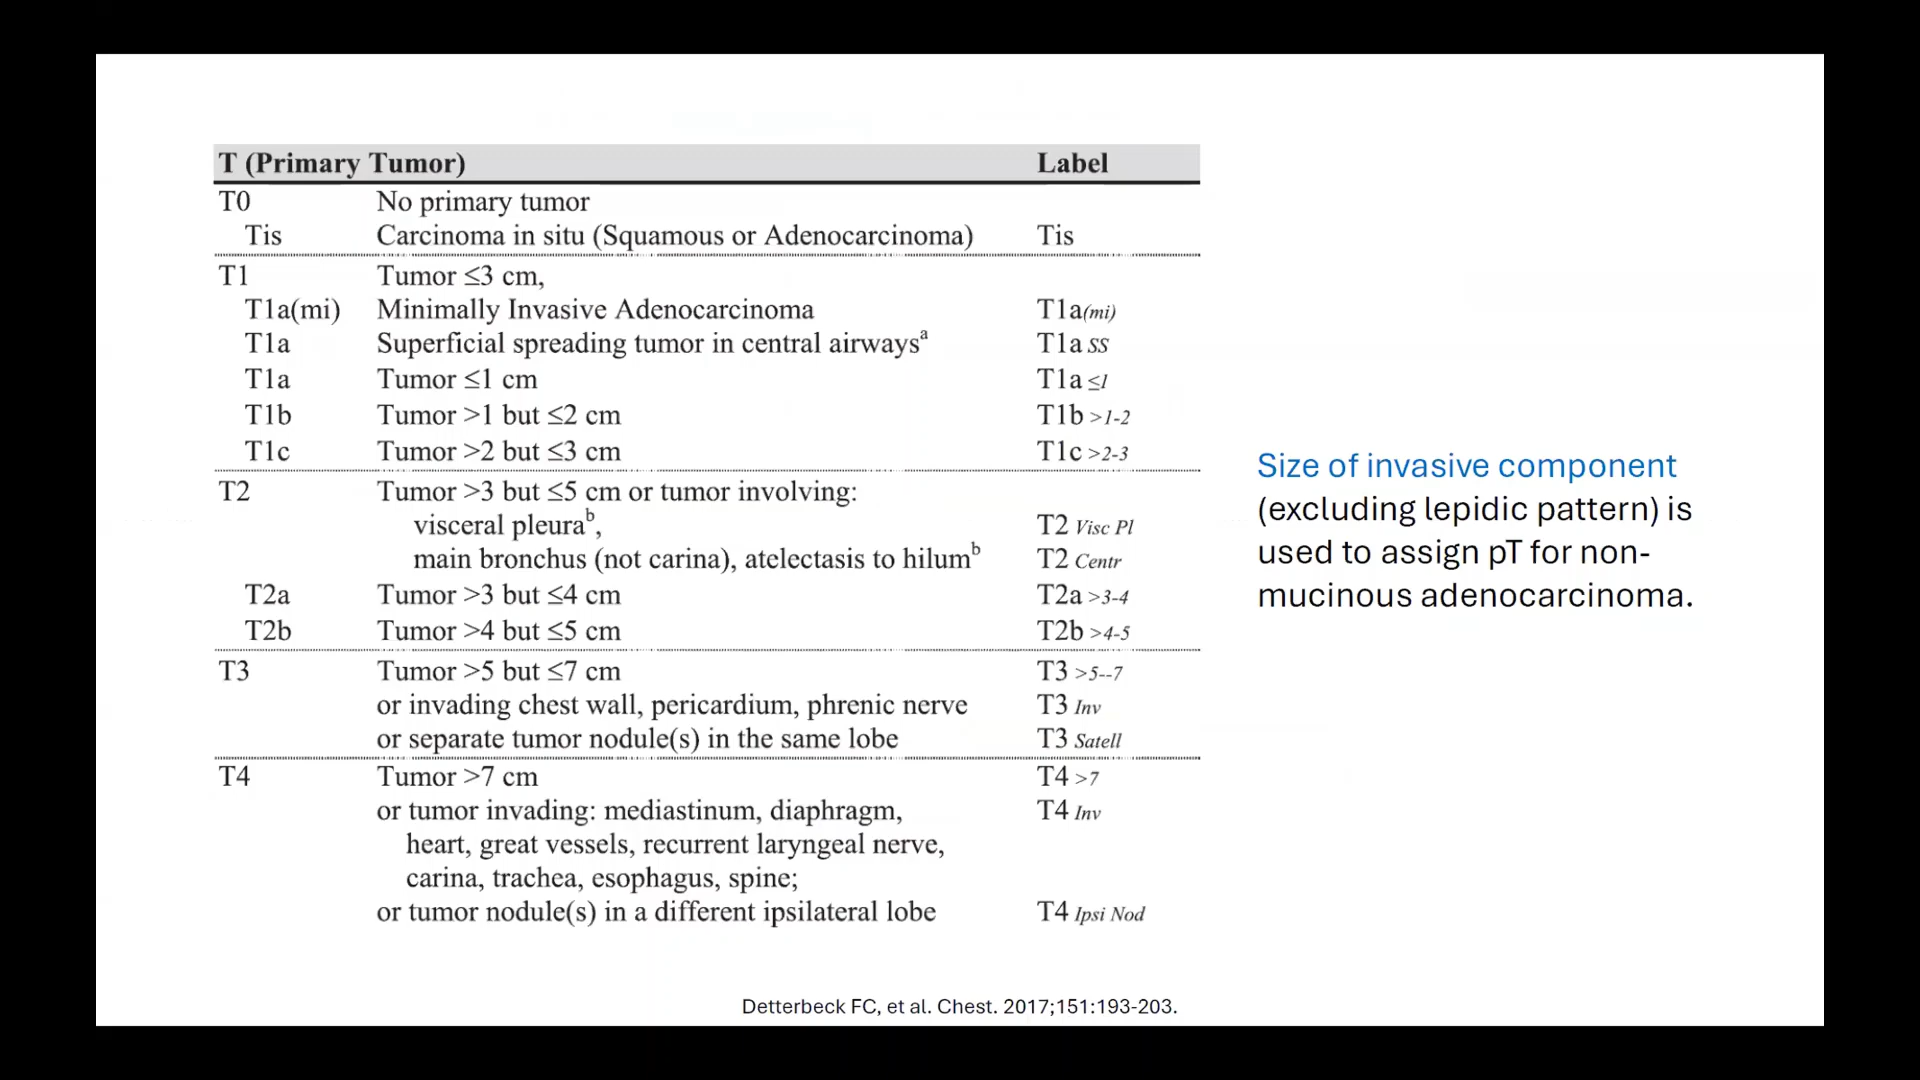 T (Primary Tumor) Label
T0 No primary tumor
Tis Carcinoma in situ (Squamous or Adenocarcinoma) Tis
T1 Tumor ≤3 cm,
T1a(mi) Minimally Invasive Adenocarcinoma T1a(mi)
T1a Superficial spreading tumor in central airwaysᵃ T1a SS
T1a Tumor ≤1 cm T1a ≤1
T1b Tumor >1 but ≤2 cm T1b >1-2
T1c Tumor >2 but ≤3 cm T1c >2-3
T2 Tumor >3 but ≤5 cm or tumor involving:
visceral pleuraᵇ, T2 Visc Pl
main bronchus (not carina), atelectasis to hilumᵇ T2 Centr
T2a Tumor >3 but ≤4 cm T2a >3-4
T2b Tumor >4 but ≤5 cm T2b >4-5
T3 Tumor >5 but ≤7 cm T3 >5--7
or invading chest wall, pericardium, phrenic nerve T3 Inv
or separate tumor nodule(s) in the same lobe T3 Satell
T4 Tumor >7 cm T4 >7
or tumor invading: mediastinum, diaphragm, T4 Inv
heart, great vessels, recurrent laryngeal nerve,
carina, trachea, esophagus, spine;
or tumor nodule(s) in a different ipsilateral lobe T4 Ipsi Nod
Size of invasive component
(excluding lepidic pattern) is
used to assign pT for non-
mucinous adenocarcinoma.
Detterbeck FC, et al. Chest. 2017;151:193-203.